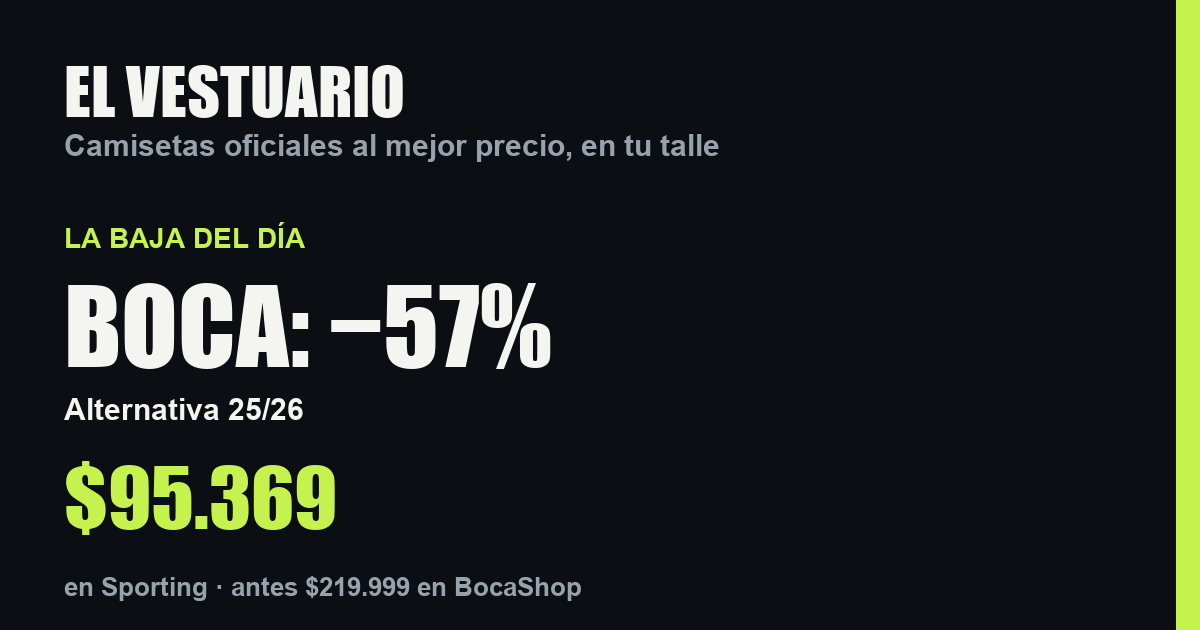 EL VESTUARIO
Camisetas oficiales al mejor precio, en tu talle
LA BAJA DEL DÍA
BOCA: −57%
Alternativa 25/26
$95.369
en Sporting · antes $219.999 en BocaShop